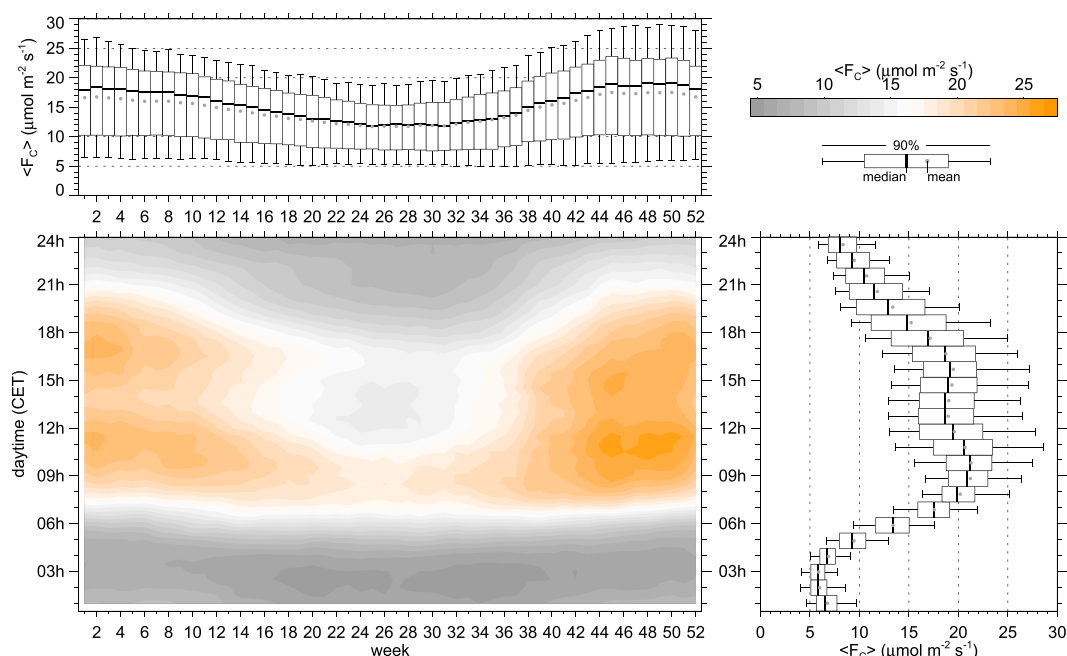 <F_C> (μmol m⁻² s⁻¹)
30
25
20
15
10
5
0
2 4 6 8 10 12 14 16 18 20 22 24 26 28 30 32 34 36 38 40 42 44 46 48 50 52
<F_C> (μmol m⁻² s⁻¹)
5 10 15 20 25
90%
median mean
daytime (CET)
24h
21h
18h
15h
12h
09h
06h
03h
2 4 6 8 10 12 14 16 18 20 22 24 26 28 30 32 34 36 38 40 42 44 46 48 50 52
week
24h
21h
18h
15h
12h
09h
06h
03h
0 5 10 15 20 25 30
<F_C> (μmol m⁻² s⁻¹)